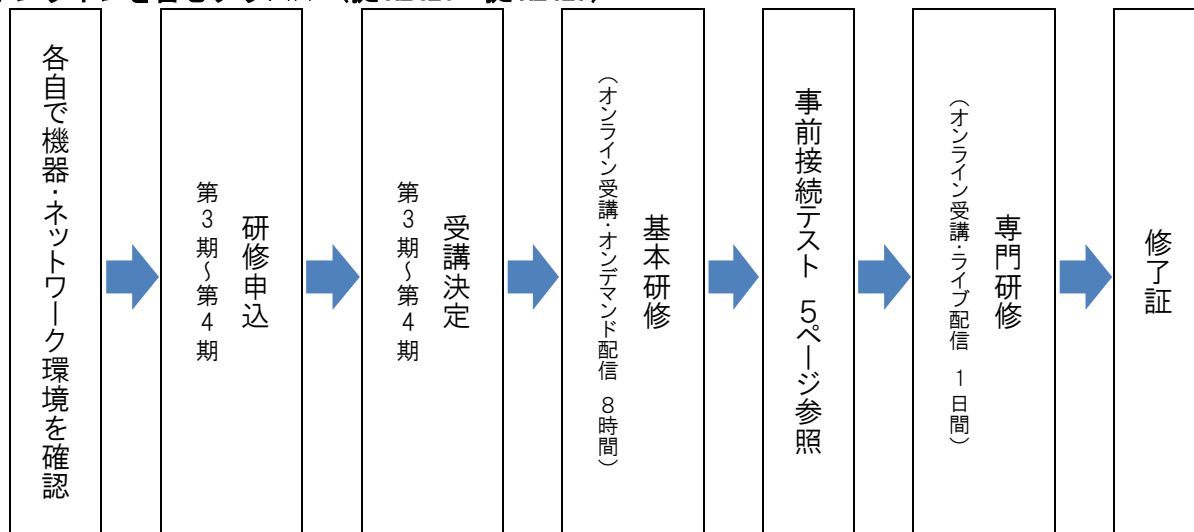 各自で機器・ネットワーク環境を確認
研修申込
第3期~第4期
受講決定
第3期~第4期
基本研修
(オンライン受講・オンデマンド配信 8時間)
事前接続テスト 5ページ参照
専門研修
(オンライン受講・ライブ配信 1日間)
修了証